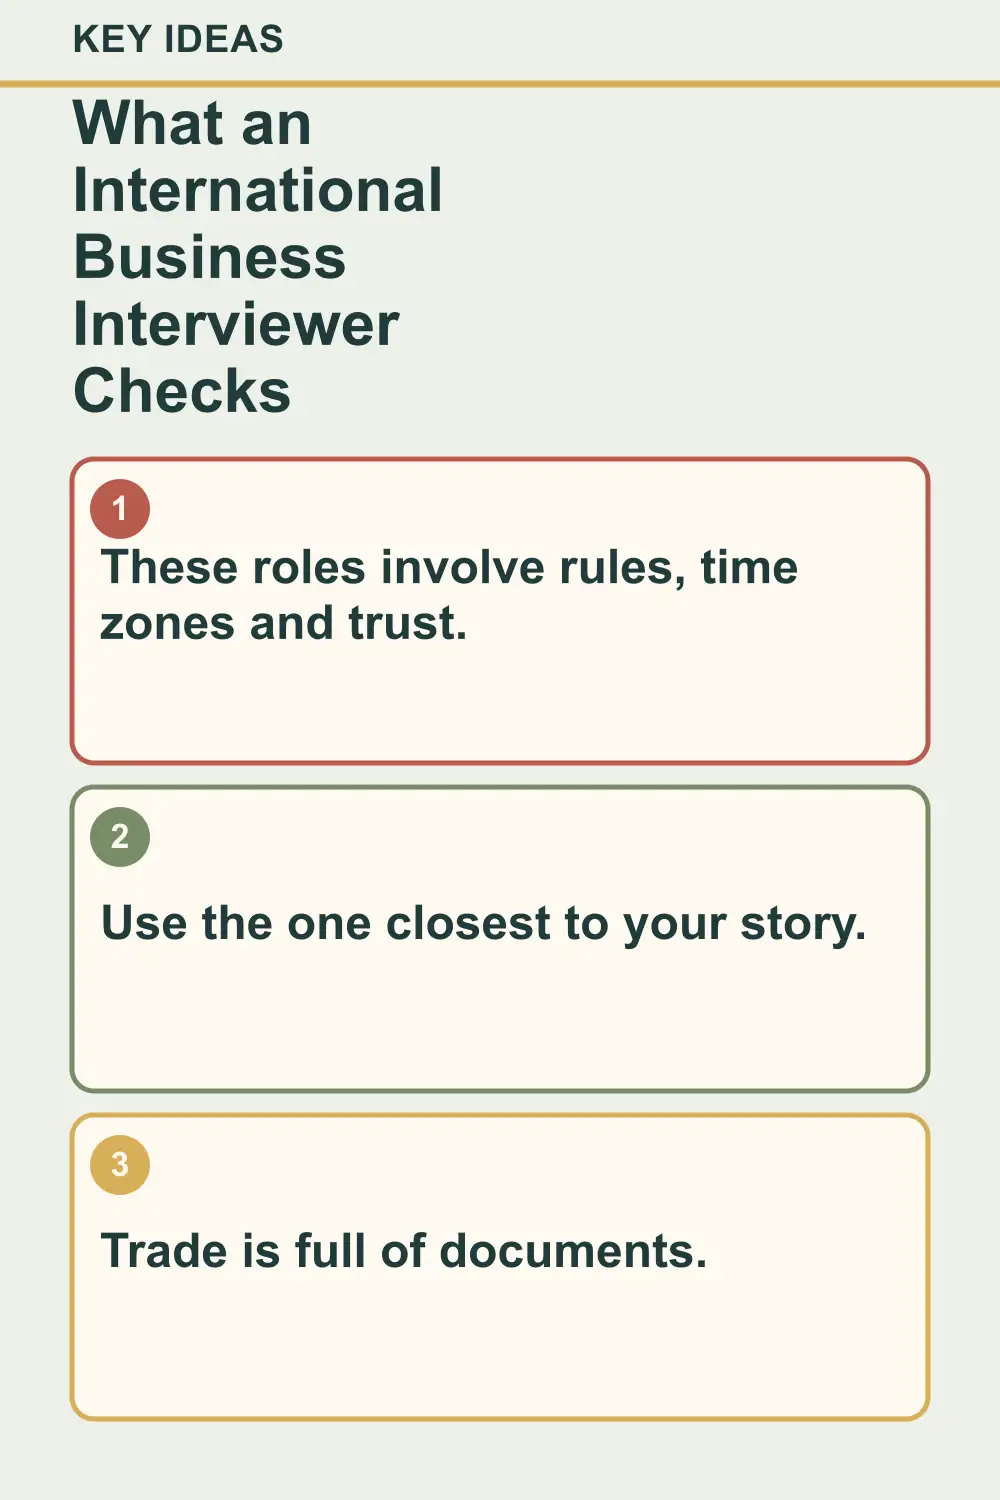 KEY IDEAS
What an
International
Business
Interviewer
Checks
1
These roles involve rules, time
zones and trust.
2
Use the one closest to your story.
3
Trade is full of documents.